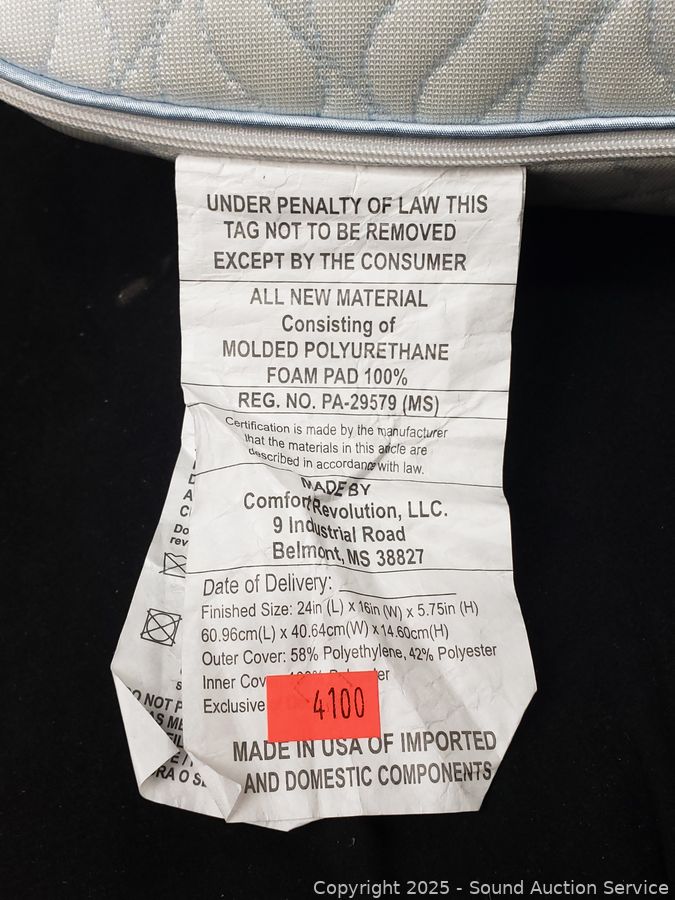 UNDER PENALTY OF LAW THIS
TAG NOT TO BE REMOVED
EXCEPT BY THE CONSUMER
ALL NEW MATERIAL
Consisting of
MOLDED POLYURETHANE
FOAM PAD 100%
REG. NO. PA-29579 (MS)
Certification is made by the manufacturer
that the materials in this article are
described in accordance with law.
MADE BY
Comfort Revolution, LLC.
9 Industrial Road
Belmont, MS 38827
Date of Delivery:
Finished Size: 24in (L) x 16in (W) x 5.75in (H)
60.96cm(L) x 40.64cm(W) x 14.60cm(H)
Outer Cover: 58% Polyethylene, 42% Polyester
Inner
Exclusive
4100
MADE IN USA OF IMPORTED
AND DOMESTIC COMPONENTS
Copyright 2025 - Sound Auction Service